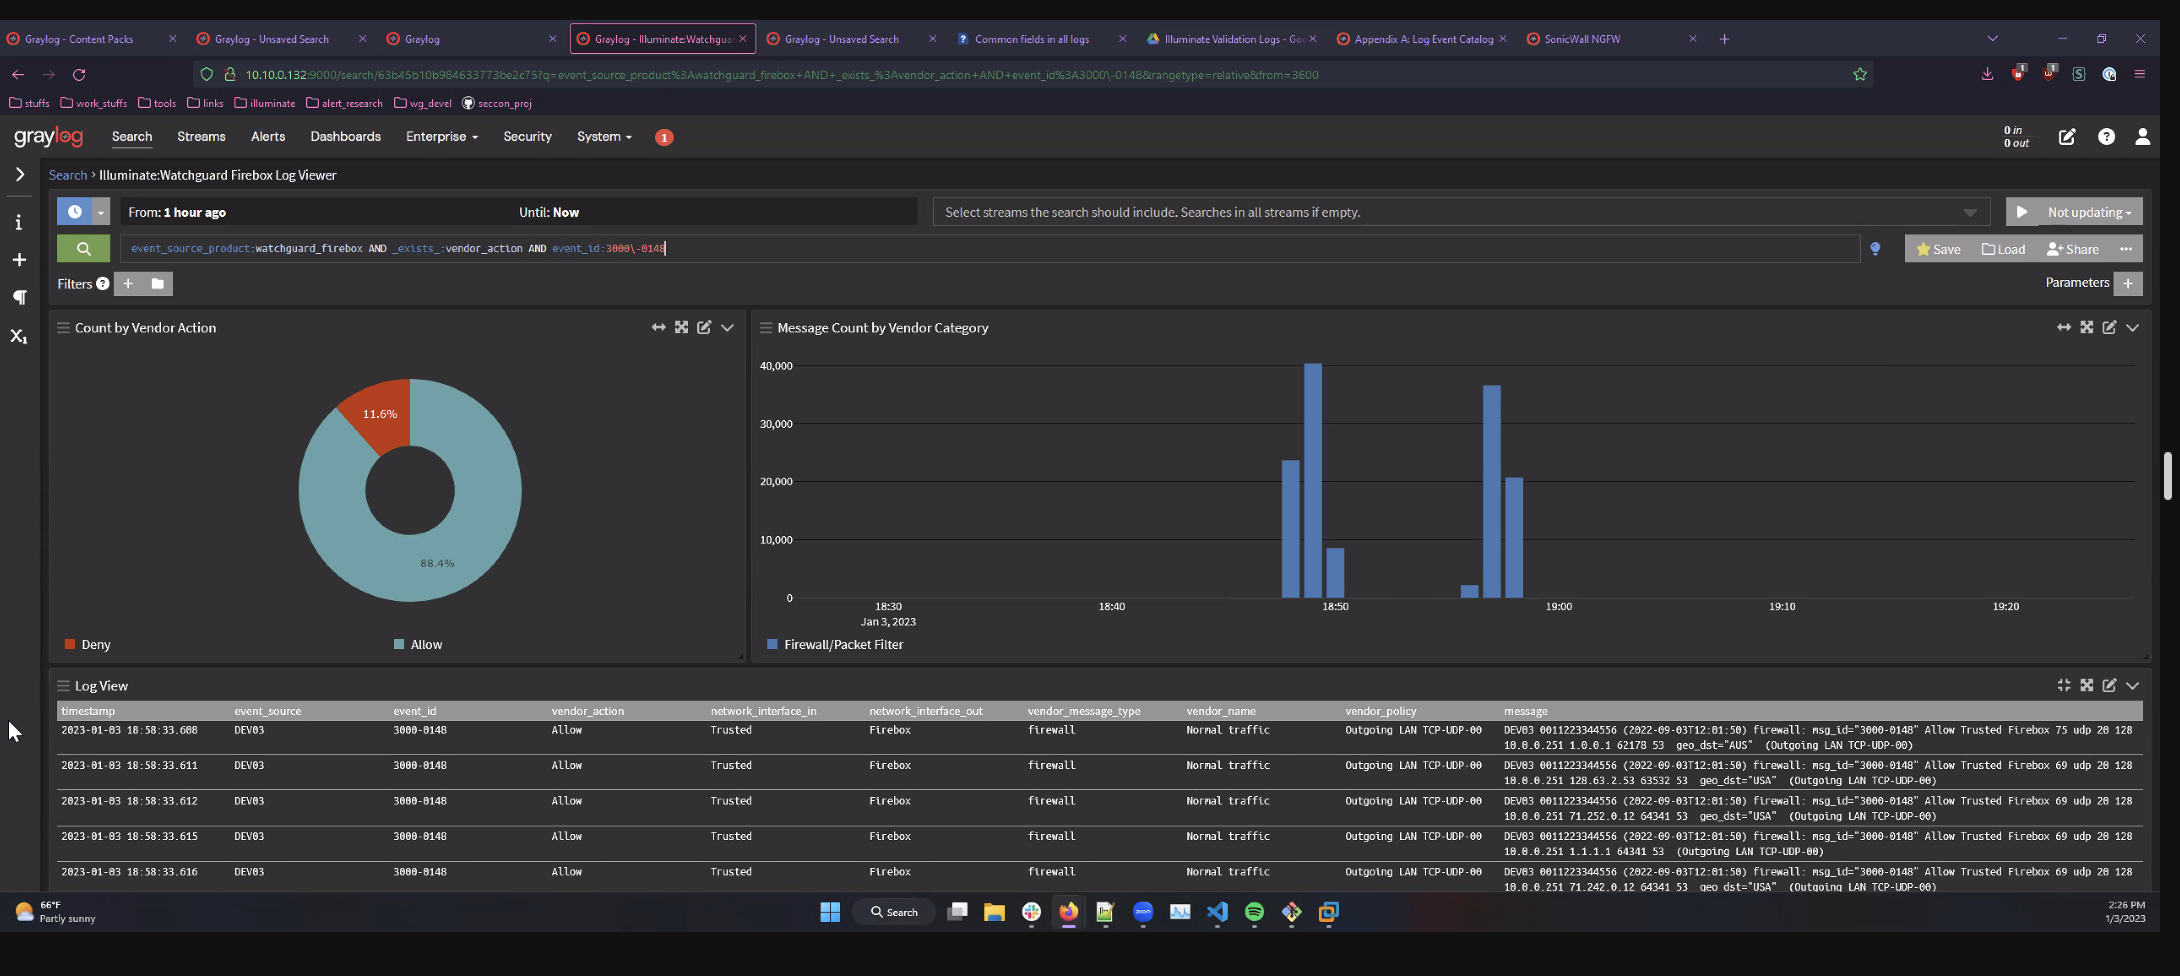 Graylog - Content Packs
Graylog - Unsaved Search
Graylog
Graylog - Illuminate:Watchgua
Graylog - Unsaved Search
Common fields in all logs
Illuminate Validation Logs - Go
Appendix A: Log Event Catalog
SonicWall NGFW
10.10.0.132:9000/search/63b45b10b984633773be2c75?q=event_source_product%3Awatchguard_firebox+AND+_exists_%3Avendor_action+AND+event_id%3A3000\-0148&rangetype=relative&from=3600
1
1
stuffs
work_stuffs
tools
links
illuminate
alert_research
wg_devel
seccon_proj
graylog
Search
Streams
Alerts
Dashboards
Enterprise
Security
System
1
0 in
0 out
Search › Illuminate:Watchguard Firebox Log Viewer
From: 1 hour ago
Until: Now
Select streams the search should include. Searches in all streams if empty.
Not updating
event_source_product:watchguard_firebox AND _exists_:vendor_action AND event_id:3000\-0148
Save
Load
Share
Filters
Parameters
Count by Vendor Action
11.6%
88.4%
Deny
Allow
Message Count by Vendor Category
40,000
30,000
20,000
10,000
0
18:30
18:40
18:50
19:00
19:10
19:20
Jan 3, 2023
Firewall/Packet Filter
Log View
timestamp event_source event_id vendor_action network_interface_in network_interface_out vendor_message_type vendor_name vendor_policy message
2023-01-03 18:58:33.608 DEV03 3000-0148 Allow Trusted Firebox firewall Normal traffic Outgoing LAN TCP-UDP-00 DEV03 0011223344556 (2022-09-03T12:01:50) firewall: msg_id="3000-0148" Allow Trusted Firebox 75 udp 20 128
10.0.0.251 1.0.0.1 62178 53 geo_dst="AUS" (Outgoing LAN TCP-UDP-00)
2023-01-03 18:58:33.611 DEV03 3000-0148 Allow Trusted Firebox firewall Normal traffic Outgoing LAN TCP-UDP-00 DEV03 0011223344556 (2022-09-03T12:01:50) firewall: msg_id="3000-0148" Allow Trusted Firebox 69 udp 20 128
10.0.0.251 128.63.2.53 63532 53 geo_dst="USA" (Outgoing LAN TCP-UDP-00)
2023-01-03 18:58:33.612 DEV03 3000-0148 Allow Trusted Firebox firewall Normal traffic Outgoing LAN TCP-UDP-00 DEV03 0011223344556 (2022-09-03T12:01:50) firewall: msg_id="3000-0148" Allow Trusted Firebox 69 udp 20 128
10.0.0.251 71.252.0.12 64341 53 geo_dst="USA" (Outgoing LAN TCP-UDP-00)
2023-01-03 18:58:33.615 DEV03 3000-0148 Allow Trusted Firebox firewall Normal traffic Outgoing LAN TCP-UDP-00 DEV03 0011223344556 (2022-09-03T12:01:50) firewall: msg_id="3000-0148" Allow Trusted Firebox 69 udp 20 128
10.0.0.251 1.1.1.1 64341 53 (Outgoing LAN TCP-UDP-00)
2023-01-03 18:58:33.616 DEV03 3000-0148 Allow Trusted Firebox firewall Normal traffic Outgoing LAN TCP-UDP-00 DEV03 0011223344556 (2022-09-03T12:01:50) firewall: msg_id="3000-0148" Allow Trusted Firebox 69 udp 20 128
10.0.0.251 71.242.0.12 64341 53 geo_dst="USA" (Outgoing LAN TCP-UDP-00)
66°F
Partly sunny
Search
zoom
2:26 PM
1/3/2023